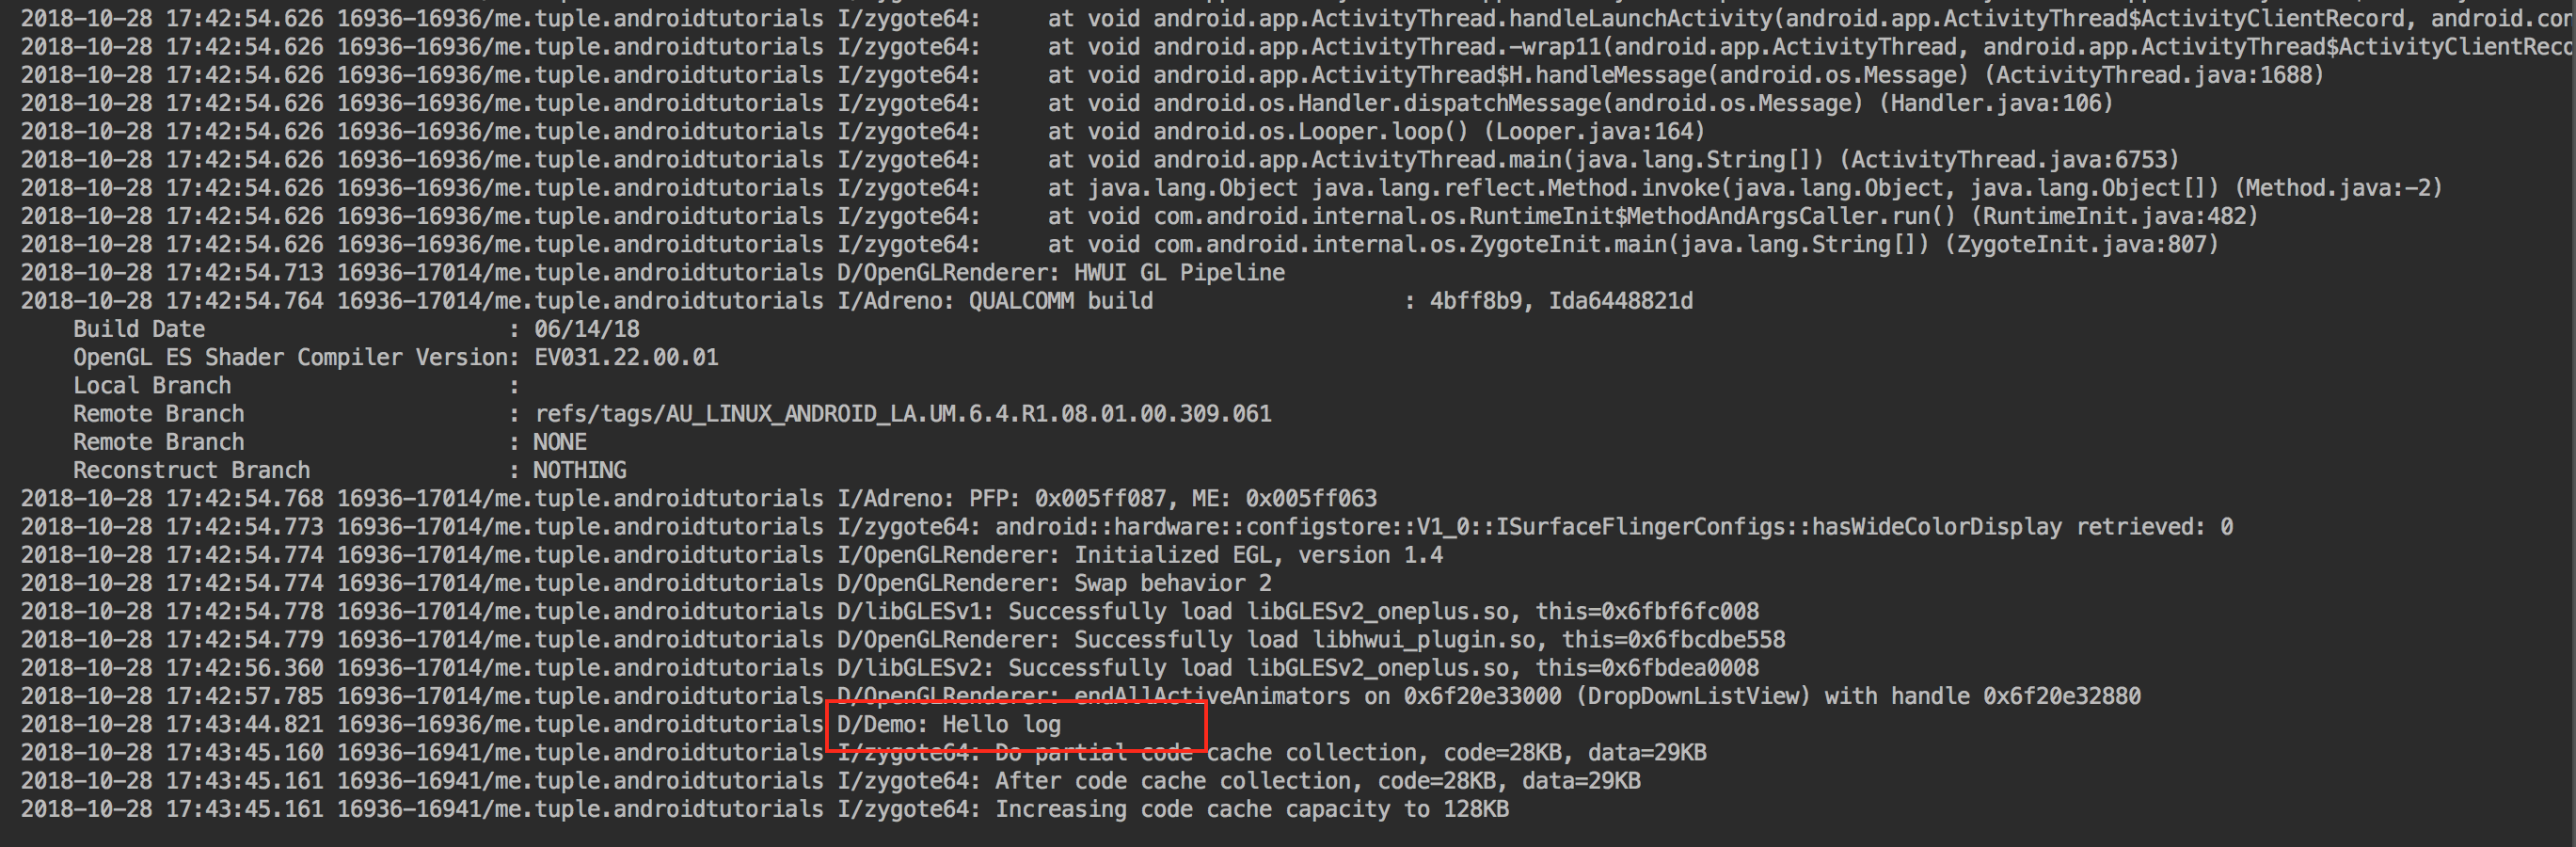 2018-10-28 17:42:54.626 16936-16936/me.tuple.androidtutorials I/zygote64:     at void android.app.ActivityThread.handleLaunchActivity(android.app.ActivityThread$ActivityClientRecord, android.con
2018-10-28 17:42:54.626 16936-16936/me.tuple.androidtutorials I/zygote64:     at void android.app.ActivityThread.-wrap11(android.app.ActivityThread, android.app.ActivityThread$ActivityClientReco
2018-10-28 17:42:54.626 16936-16936/me.tuple.androidtutorials I/zygote64:     at void android.app.ActivityThread$H.handleMessage(android.os.Message) (ActivityThread.java:1688)
2018-10-28 17:42:54.626 16936-16936/me.tuple.androidtutorials I/zygote64:     at void android.os.Handler.dispatchMessage(android.os.Message) (Handler.java:106)
2018-10-28 17:42:54.626 16936-16936/me.tuple.androidtutorials I/zygote64:     at void android.os.Looper.loop() (Looper.java:164)
2018-10-28 17:42:54.626 16936-16936/me.tuple.androidtutorials I/zygote64:     at void android.app.ActivityThread.main(java.lang.String[]) (ActivityThread.java:6753)
2018-10-28 17:42:54.626 16936-16936/me.tuple.androidtutorials I/zygote64:     at java.lang.Object java.lang.reflect.Method.invoke(java.lang.Object, java.lang.Object[]) (Method.java:-2)
2018-10-28 17:42:54.626 16936-16936/me.tuple.androidtutorials I/zygote64:     at void com.android.internal.os.RuntimeInit$MethodAndArgsCaller.run() (RuntimeInit.java:482)
2018-10-28 17:42:54.626 16936-16936/me.tuple.androidtutorials I/zygote64:     at void com.android.internal.os.ZygoteInit.main(java.lang.String[]) (ZygoteInit.java:807)
2018-10-28 17:42:54.713 16936-17014/me.tuple.androidtutorials D/OpenGLRenderer: HWUI GL Pipeline
2018-10-28 17:42:54.764 16936-17014/me.tuple.androidtutorials I/Adreno: QUALCOMM build                   : 4bff8b9, Ida6448821d
    Build Date                       : 06/14/18
    OpenGL ES Shader Compiler Version: EV031.22.00.01
    Local Branch                     :
    Remote Branch                    : refs/tags/AU_LINUX_ANDROID_LA.UM.6.4.R1.08.01.00.309.061
    Remote Branch                    : NONE
    Reconstruct Branch               : NOTHING
2018-10-28 17:42:54.768 16936-17014/me.tuple.androidtutorials I/Adreno: PFP: 0x005ff087, ME: 0x005ff063
2018-10-28 17:42:54.773 16936-17014/me.tuple.androidtutorials I/zygote64: android::hardware::configstore::V1_0::ISurfaceFlingerConfigs::hasWideColorDisplay retrieved: 0
2018-10-28 17:42:54.774 16936-17014/me.tuple.androidtutorials I/OpenGLRenderer: Initialized EGL, version 1.4
2018-10-28 17:42:54.774 16936-17014/me.tuple.androidtutorials D/OpenGLRenderer: Swap behavior 2
2018-10-28 17:42:54.778 16936-17014/me.tuple.androidtutorials D/libGLESv1: Successfully load libGLESv2_oneplus.so, this=0x6fbf6fc008
2018-10-28 17:42:54.779 16936-17014/me.tuple.androidtutorials D/OpenGLRenderer: Successfully load libhwui_plugin.so, this=0x6fbcdbe558
2018-10-28 17:42:56.360 16936-17014/me.tuple.androidtutorials D/libGLESv2: Successfully load libGLESv2_oneplus.so, this=0x6fbdea0008
2018-10-28 17:42:57.785 16936-17014/me.tuple.androidtutorials D/OpenGLRenderer: endAllActiveAnimators on 0x6f20e33000 (DropDownListView) with handle 0x6f20e32880
2018-10-28 17:43:44.821 16936-16936/me.tuple.androidtutorials D/Demo: Hello log
2018-10-28 17:43:45.160 16936-16941/me.tuple.androidtutorials I/zygote64: Do partial code cache collection, code=28KB, data=29KB
2018-10-28 17:43:45.161 16936-16941/me.tuple.androidtutorials I/zygote64: After code cache collection, code=28KB, data=29KB
2018-10-28 17:43:45.161 16936-16941/me.tuple.androidtutorials I/zygote64: Increasing code cache capacity to 128KB